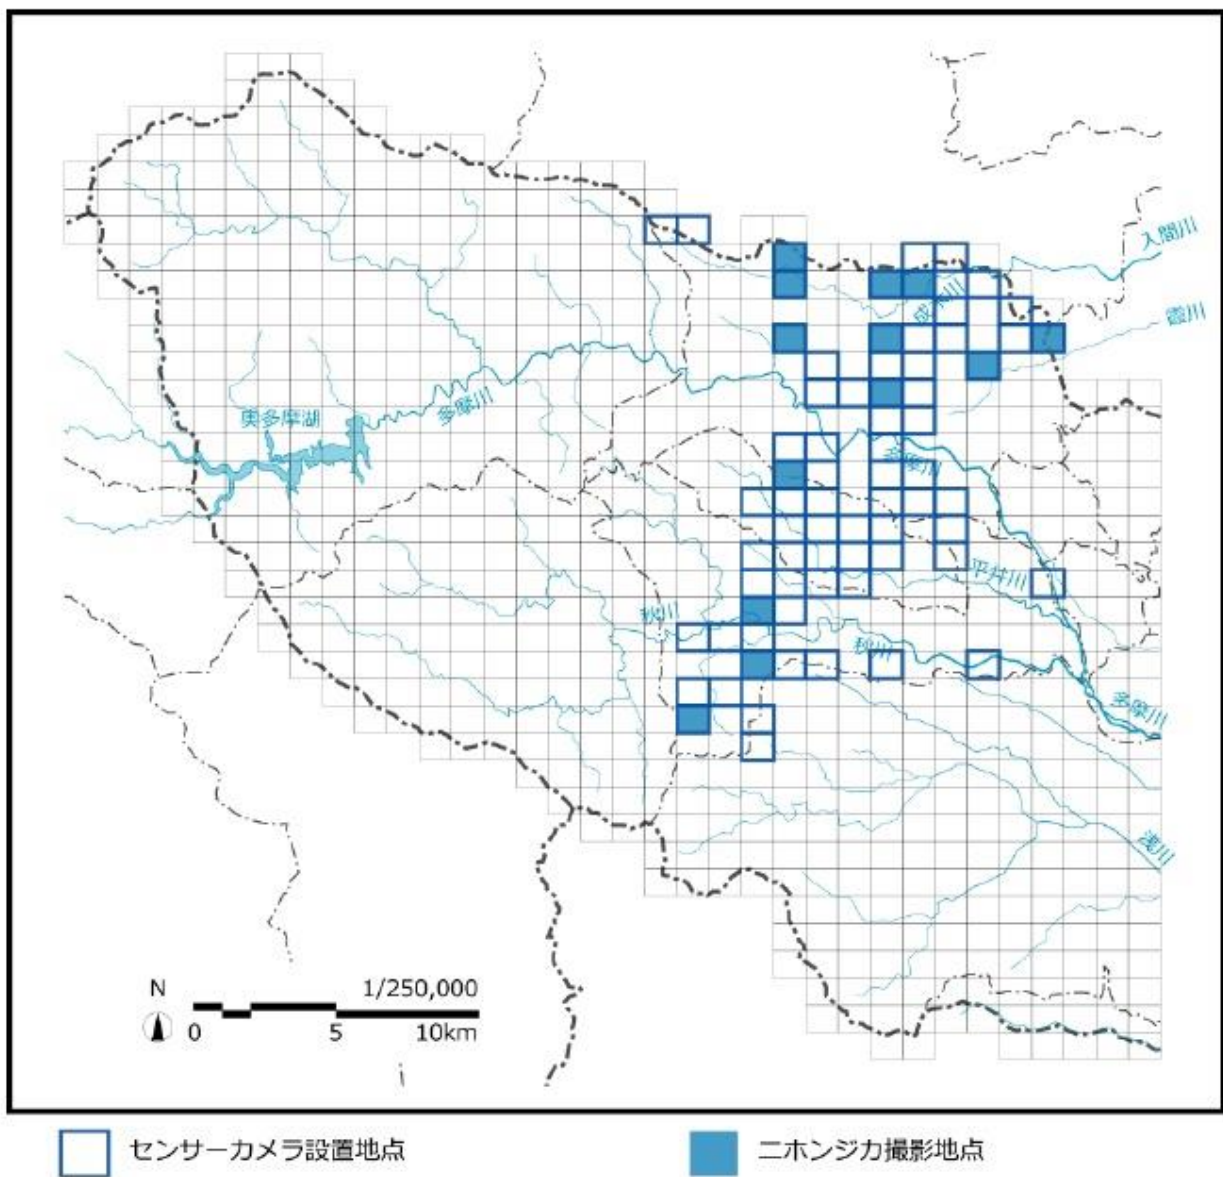 入間川
霞川
成木川
奥多摩湖
多摩川
多摩川
平井川
秋川
秋川
多摩川
浅川
N
1/250,000
0 5 10km
センサーカメラ設置地点
ニホンジカ撮影地点